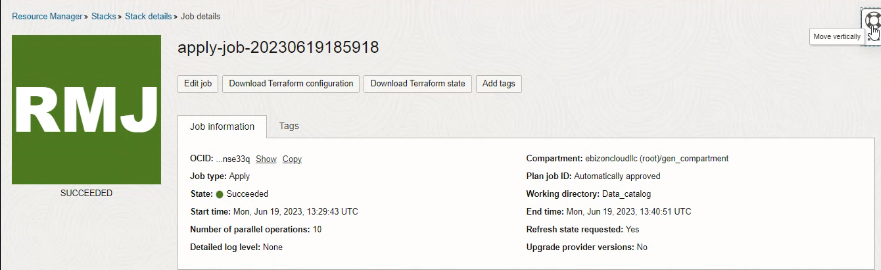 Resource Manager » Stacks » Stack details » Job details
Move vertically
RMJ
SUCCEEDED
apply-job-20230619185918
Edit job Download Terraform configuration Download Terraform state Add tags
Job information Tags
OCID: ...nse33q Show Copy
Job type: Apply
State: Succeeded
Start time: Mon, Jun 19, 2023, 13:29:43 UTC
Number of parallel operations: 10
Detailed log level: None
Compartment: ebizoncloudllc (root)/gen_compartment
Plan job ID: Automatically approved
Working directory: Data_catalog
End time: Mon, Jun 19, 2023, 13:40:51 UTC
Refresh state requested: Yes
Upgrade provider versions: No